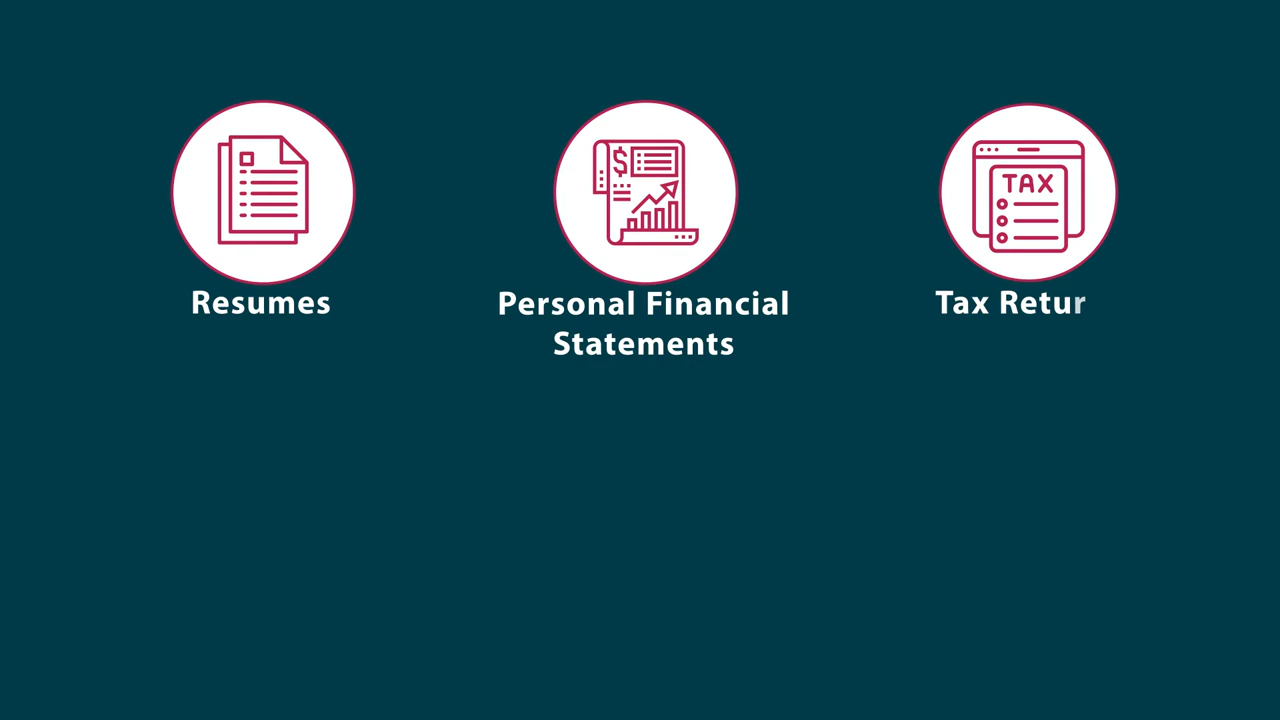 TAX
Resumes
Personal Financial
Statements
Tax Retur